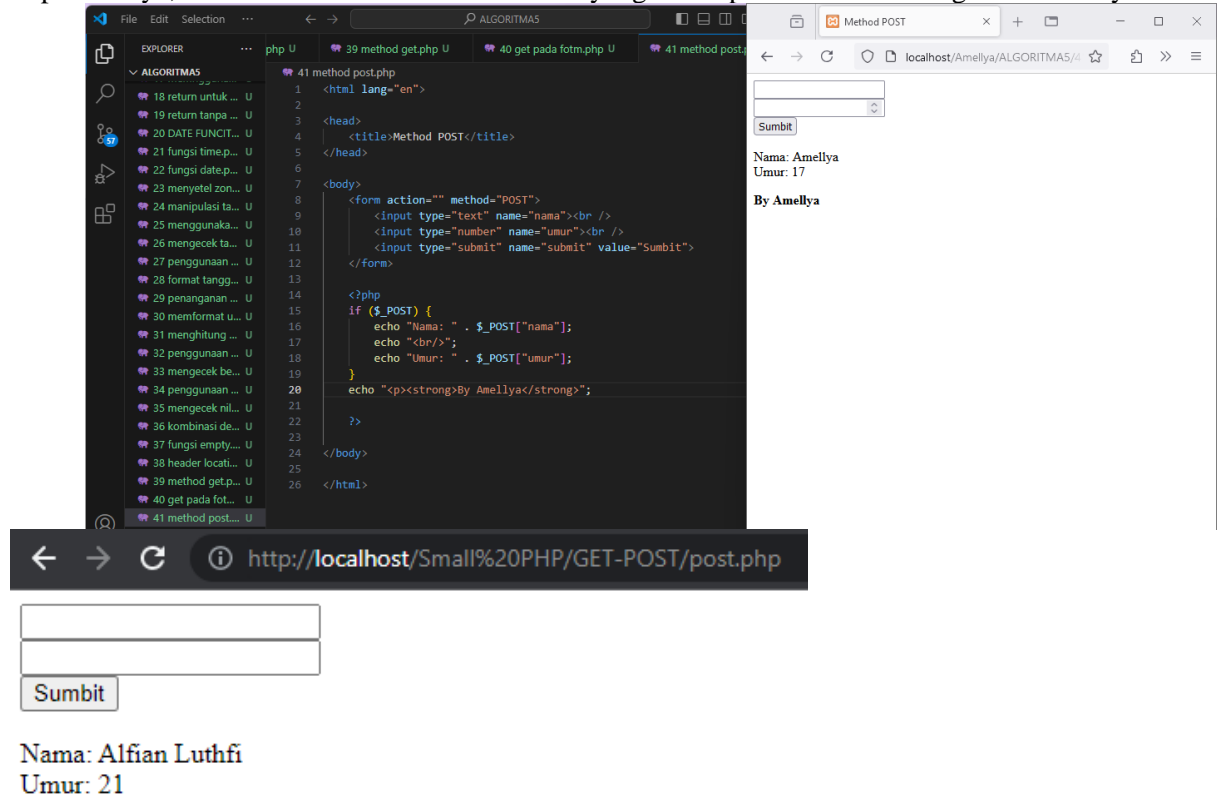 File Edit Selection ···
ALGORITMA5
EXPLORER ···
ALGORITMA5
18 return untuk ... U
19 return tanpa ... U
20 DATE FUNCIT... U
21 fungsi time.p... U
22 fungsi date.p... U
23 menyetel zon... U
24 manipulasi ta... U
25 menggunaka... U
26 mengecek ta... U
27 penggunaan ... U
28 format tangg... U
29 penanganan ... U
30 memformat u... U
31 menghitung ... U
32 penggunaan ... U
33 mengecek be... U
34 penggunaan ... U
35 mengecek nil... U
36 kombinasi de... U
37 fungsi empty.... U
38 header locati... U
39 method get.p... U
40 get pada fot... U
41 method post.... U
57
php U 39 method get.php U 40 get pada fotm.php U 41 method post.
41 method post.php
1 <html lang="en">
2
3 <head>
4 <title>Method POST</title>
5 </head>
6
7 <body>
8 <form action="" method="POST">
9 <input type="text" name="nama"><br />
10 <input type="number" name="umur"><br />
11 <input type="submit" name="submit" value="Sumbit">
12 </form>
13
14 <?php
15 if ($_POST) {
16 echo "Nama: " . $_POST["nama"];
17 echo "<br/>";
18 echo "Umur: " . $_POST["umur"];
19 }
20 echo "<p><strong>By Amellya</strong>";
21
22 ?>
23
24 </body>
25
26 </html>
Method POST
localhost/Amellya/ALGORITMA5/4
Sumbit
Nama: Amellya
Umur: 17
By Amellya
http://localhost/Small%20PHP/GET-POST/post.php
Sumbit
Nama: Alfian Luthfi
Umur: 21